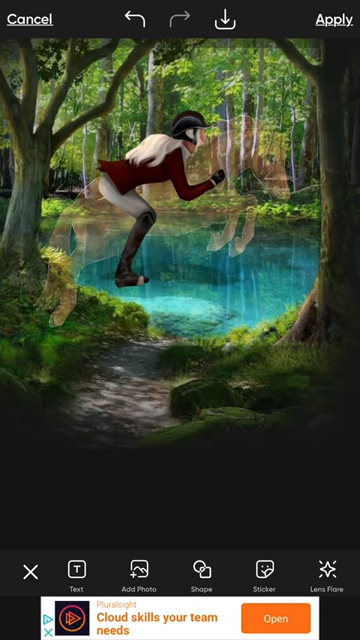 Cancel
Apply
Text
Add Photo
Shape
Sticker
Lens Flare
Pluralsight
Cloud skills your team
needs
Open